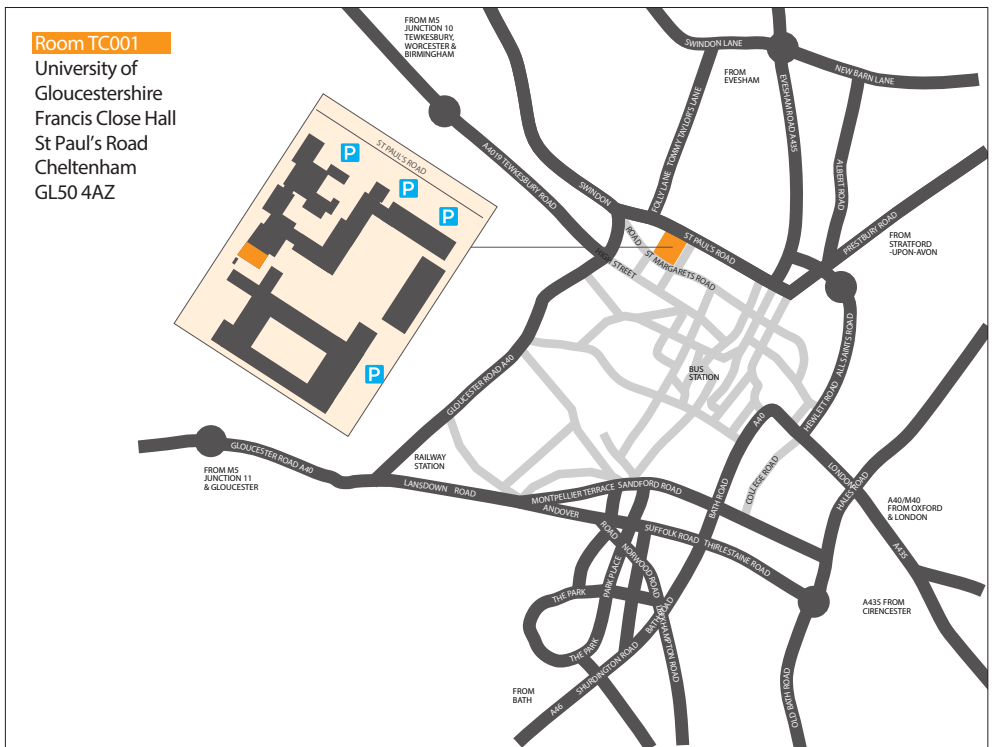 Room TC001
University of
Gloucestershire
Francis Close Hall
St Paul's Road
Cheltenham
GL50 4AZ
FROM M5
JUNCTION 10
TEWKESBURY,
WORCESTER &
BIRMINGHAM
SWINDON LANE
FROM
EVESHAM
NEW BARN LANE
EVESHAM ROAD A435
TOMMY TAYLOR'S LANE
FOLLY LANE
ALBERT ROAD
PRESTBURY ROAD
FROM
STRATFORD
-UPON-AVON
ST PAUL'S ROAD
P
P
P
P
A4019 TEWKESBURY ROAD
SWINDON
ROAD
ST PAUL'S ROAD
ST MARGARETS ROAD
HIGH STREET
BUS
STATION
ALL SAINTS ROAD
HEWLETT ROAD
GLOUCESTER ROAD A40
A40
GLOUCESTER ROAD A40
FROM M5
JUNCTION 11
& GLOUCESTER
RAILWAY
STATION
LANSDOWN ROAD
MONTPELLIER TERRACE
SANDFORD ROAD
BATH ROAD
COLLEGE ROAD
LONDON
ROAD
HALES
A40/M40
FROM OXFORD
& LONDON
A435
ANDOVER
ROAD
SUFFOLK ROAD
THIRLESTAINE ROAD
NORWOOD ROAD
PARK PLACE
THE PARK
THE PARK
BATH ROAD
SHURDINGTON ROAD
A46
FROM
BATH
A435 FROM
CIRENCESTER
OLD BATH ROAD